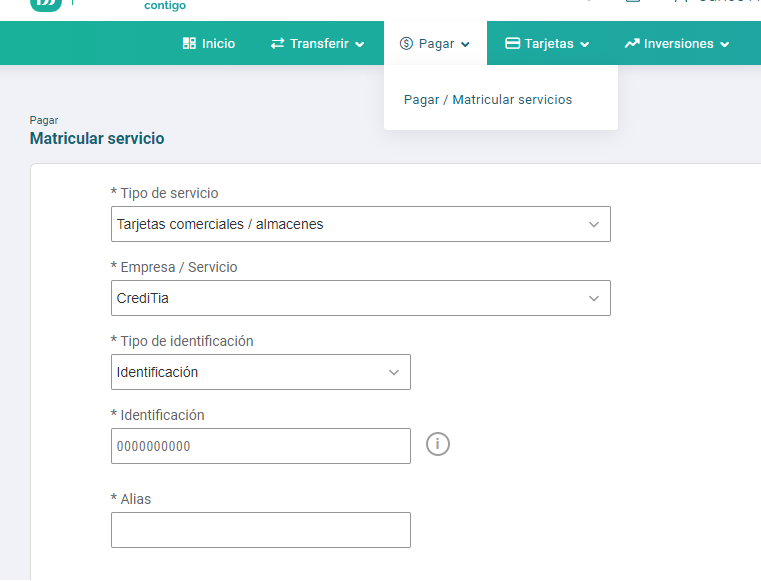 contigo
Inicio
Transferir
Pagar
Tarjetas
Inversiones
Pagar / Matricular servicios
Pagar
Matricular servicio
* Tipo de servicio
Tarjetas comerciales / almacenes
* Empresa / Servicio
CrediTia
* Tipo de identificación
Identificación
* Identificación
0000000000
* Alias